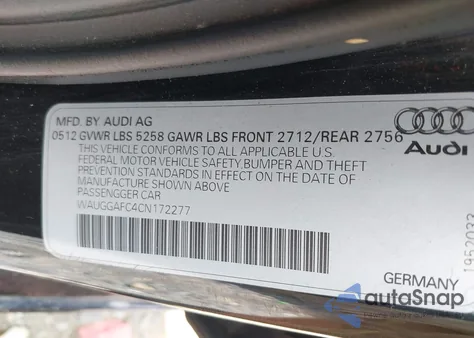 MFD. BY AUDI AG
0512 GVWR LBS 5258 GAWR LBS FRONT 2712/REAR 2756
THIS VEHICLE CONFORMS TO ALL APPLICABLE U.S.
FEDERAL MOTOR VEHICLE SAFETY,BUMPER AND THEFT
PREVENTION STANDARDS IN EFFECT ON THE DATE OF
MANUFACTURE SHOWN ABOVE
PASSENGER CAR
WAUGGAFC4CN172277
Audi
1952033
GERMANY
autoSnap